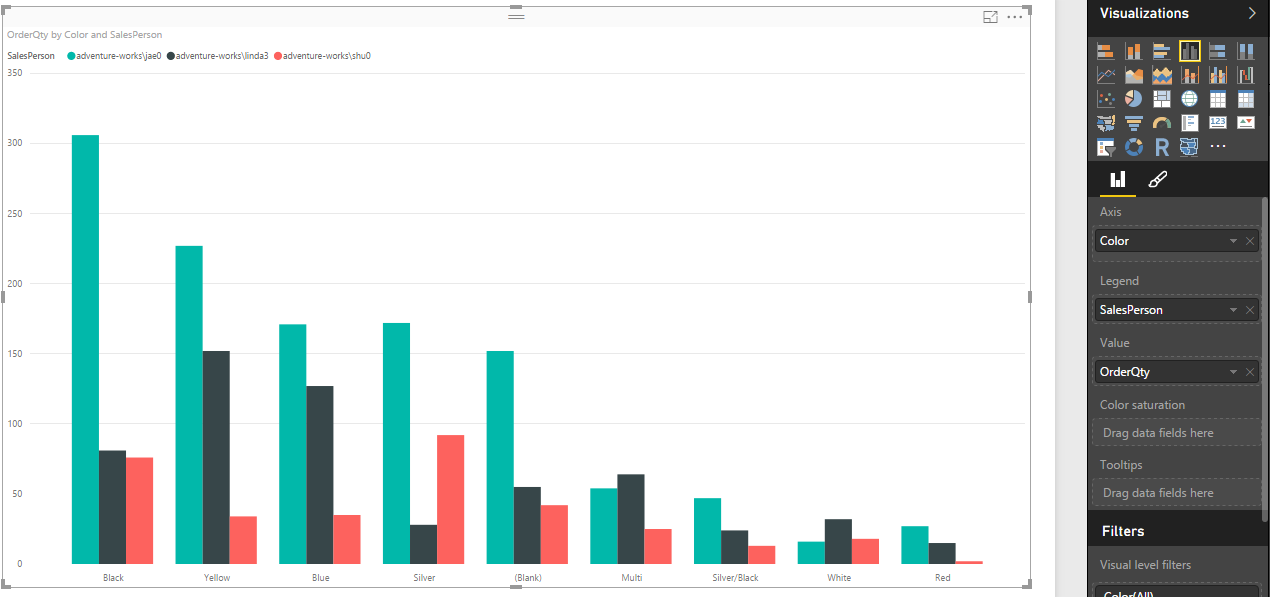 OrderQty by Color and SalesPerson
SalesPerson adventure-works\jae0 adventure-works\linda3 adventure-works\shu0
350
300
250
200
150
100
50
0
Black Yellow Blue Silver (Blank) Multi Silver/Black White Red
Visualizations
123
R
Axis
Color
Legend
SalesPerson
Value
OrderQty
Color saturation
Drag data fields here
Tooltips
Drag data fields here
Filters
Visual level filters
Color(All)